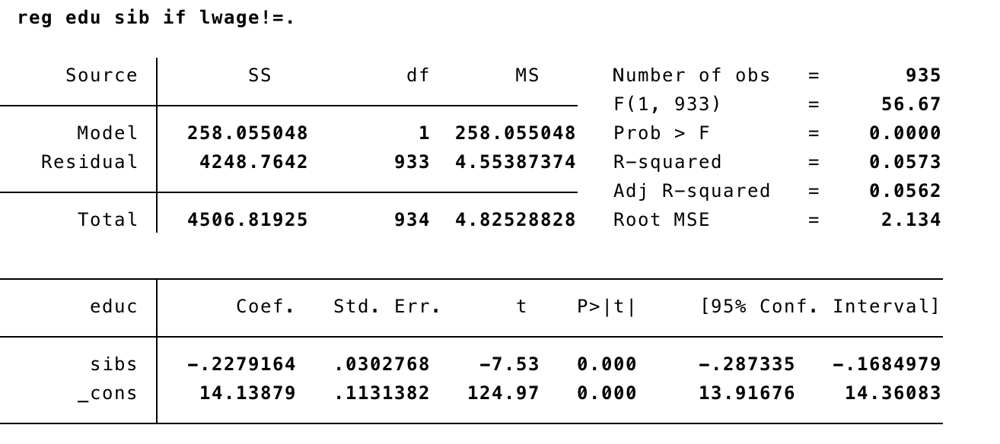 reg edu sib if lwage!=.
Source SS df MS Number of obs = 935
F(1, 933) = 56.67
Model 258.055048 1 258.055048 Prob > F = 0.0000
Residual 4248.7642 933 4.55387374 R-squared = 0.0573
Adj R-squared = 0.0562
Total 4506.81925 934 4.82528828 Root MSE = 2.134
educ Coef. Std. Err. t P>|t| [95% Conf. Interval]
sibs -.2279164 .0302768 -7.53 0.000 -.287335 -.1684979
_cons 14.13879 .1131382 124.97 0.000 13.91676 14.36083